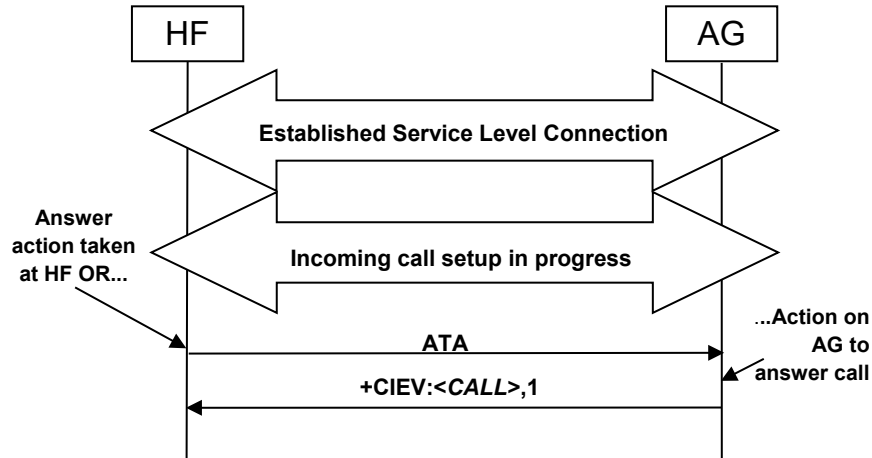 HF
AG
Established Service Level Connection
Incoming call setup in progress
Answer
action taken
at HF OR...
ATA
...Action on
AG to
answer call
+CIEV:<CALL>,1